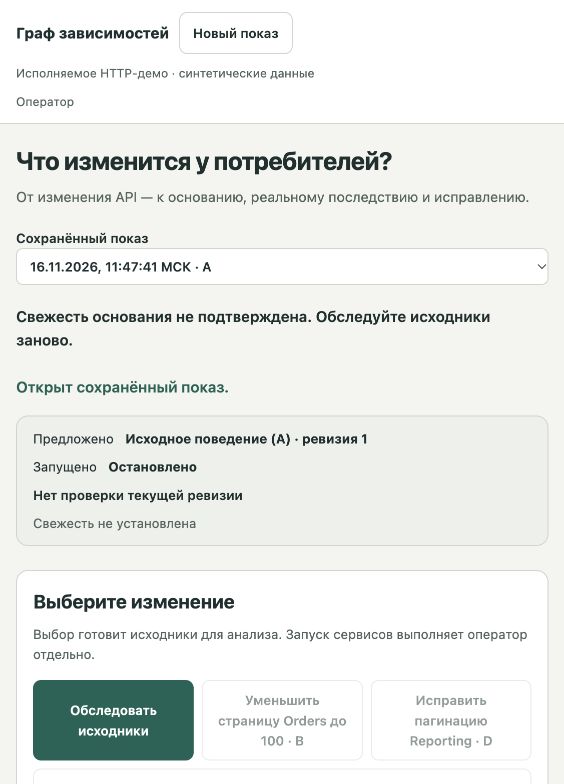 Граф зависимостей
Новый показ
Исполняемое HTTP-демо · синтетические данные
Оператор
Что изменится у потребителей?
От изменения API — к основанию, реальному последствию и исправлению.
Сохранённый показ
16.11.2026, 11:47:41 МСК · A
Свежесть основания не подтверждена. Обследуйте исходники
заново.
Открыт сохранённый показ.
Предложено Исходное поведение (A) · ревизия 1
Запущено Остановлено
Нет проверки текущей ревизии
Свежесть не установлена
Выберите изменение
Выбор готовит исходники для анализа. Запуск сервисов выполняет оператор
отдельно.
Обследовать
исходники
Уменьшить
страницу Orders до
100 · B
Исправить
пагинацию
Reporting · D